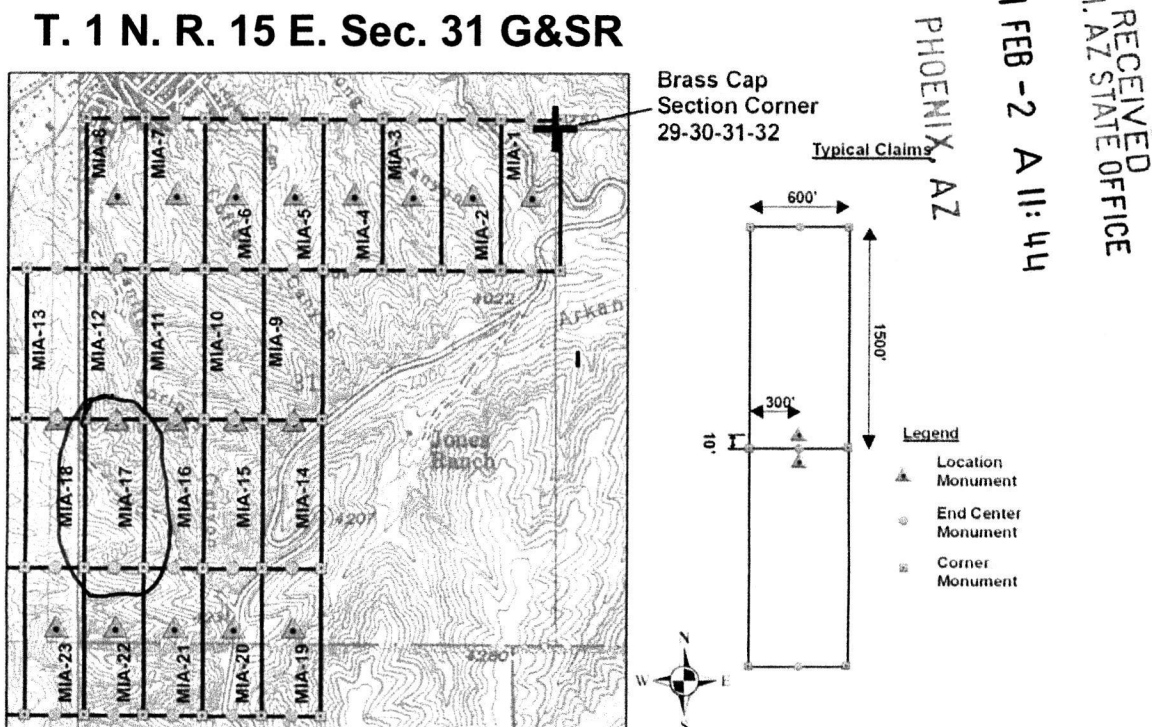 T. 1 N. R. 15 E. Sec. 31 G&SR
RECEIVED
AZ STATE OFFICE
FEB -2 A 11:44
PHOENIX, AZ
Brass Cap
Section Corner
29-30-31-32
Typical Claims
600'
1500'
300'
10'
Legend
Location
Monument
End Center
Monument
Corner
Monument
N
W E
MIA-8
MIA-7
MIA-6
MIA-5
MIA-4
MIA-3
MIA-2
MIA-1
MIA-13
MIA-12
MIA-11
MIA-10
MIA-9
4022
Arkan
31
Jones
Ranch
MIA-18
MIA-17
MIA-16
MIA-15
MIA-14
4207
MIA-23
MIA-22
MIA-21
MIA-20
MIA-19
4280